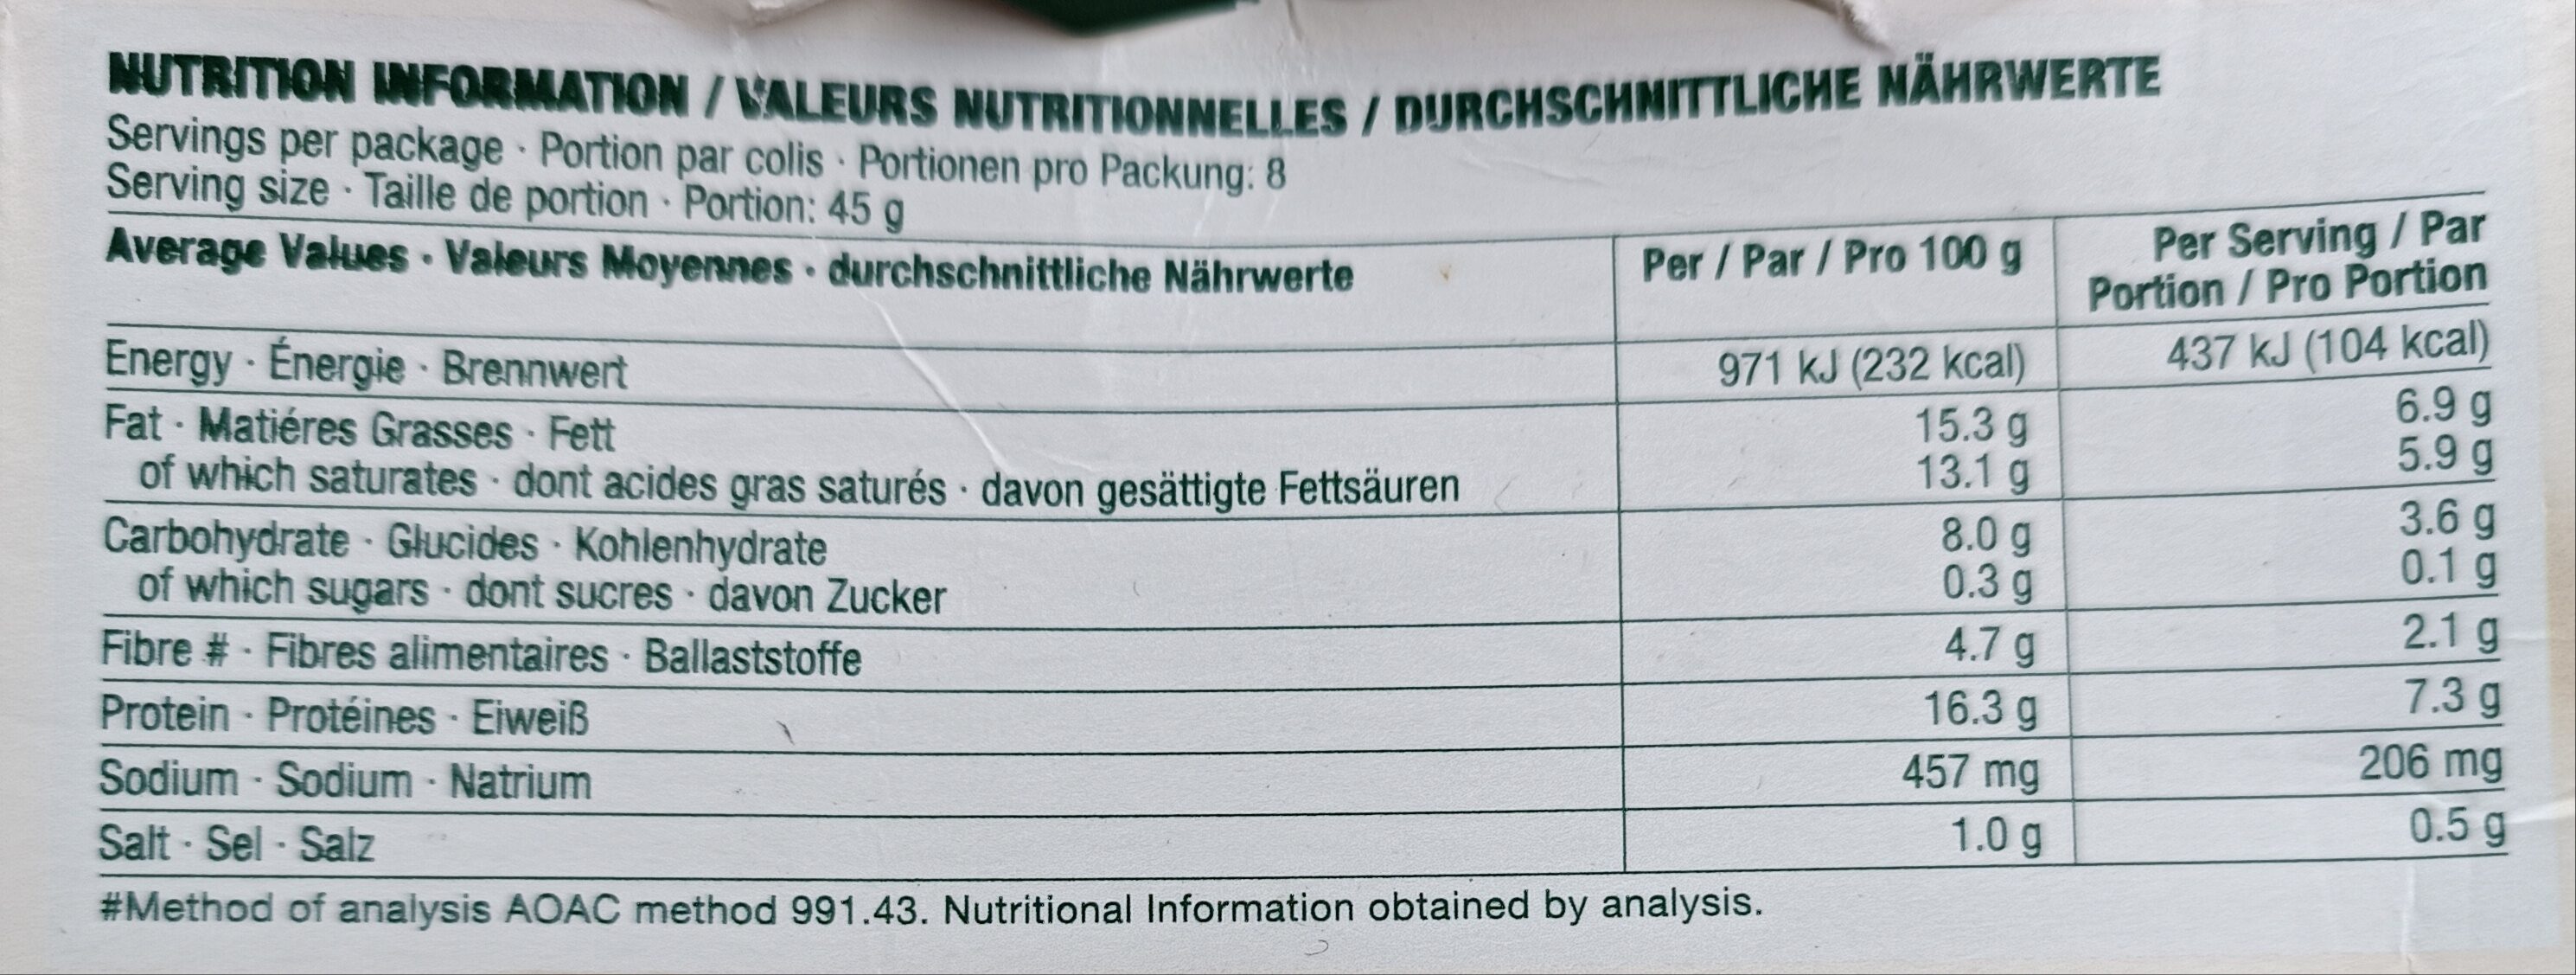 NUTRITION INFORMATION / VALEURS NUTRITIONNELLES / DURCHSCHNITTLICHE NÄHRWERTE
Servings per package · Portion par colis · Portionen pro Packung: 8
Serving size · Taille de portion · Portion: 45 g
Average Values · Valeurs Moyennes · durchschnittliche Nährwerte Per / Par / Pro 100 g Per Serving / Par
Portion / Pro Portion
Energy · Énergie · Brennwert 971 kJ (232 kcal) 437 kJ (104 kcal)
Fat · Matiéres Grasses · Fett 15.3 g 6.9 g
of which saturates · dont acides gras saturés · davon gesättigte Fettsäuren 13.1 g 5.9 g
Carbohydrate · Glucides · Kohlenhydrate 8.0 g 3.6 g
of which sugars · dont sucres · davon Zucker 0.3 g 0.1 g
Fibre # · Fibres alimentaires · Ballaststoffe 4.7 g 2.1 g
Protein · Protéines · Eiweiß 16.3 g 7.3 g
Sodium · Sodium · Natrium 457 mg 206 mg
Salt · Sel · Salz 1.0 g 0.5 g
#Method of analysis AOAC method 991.43. Nutritional Information obtained by analysis.